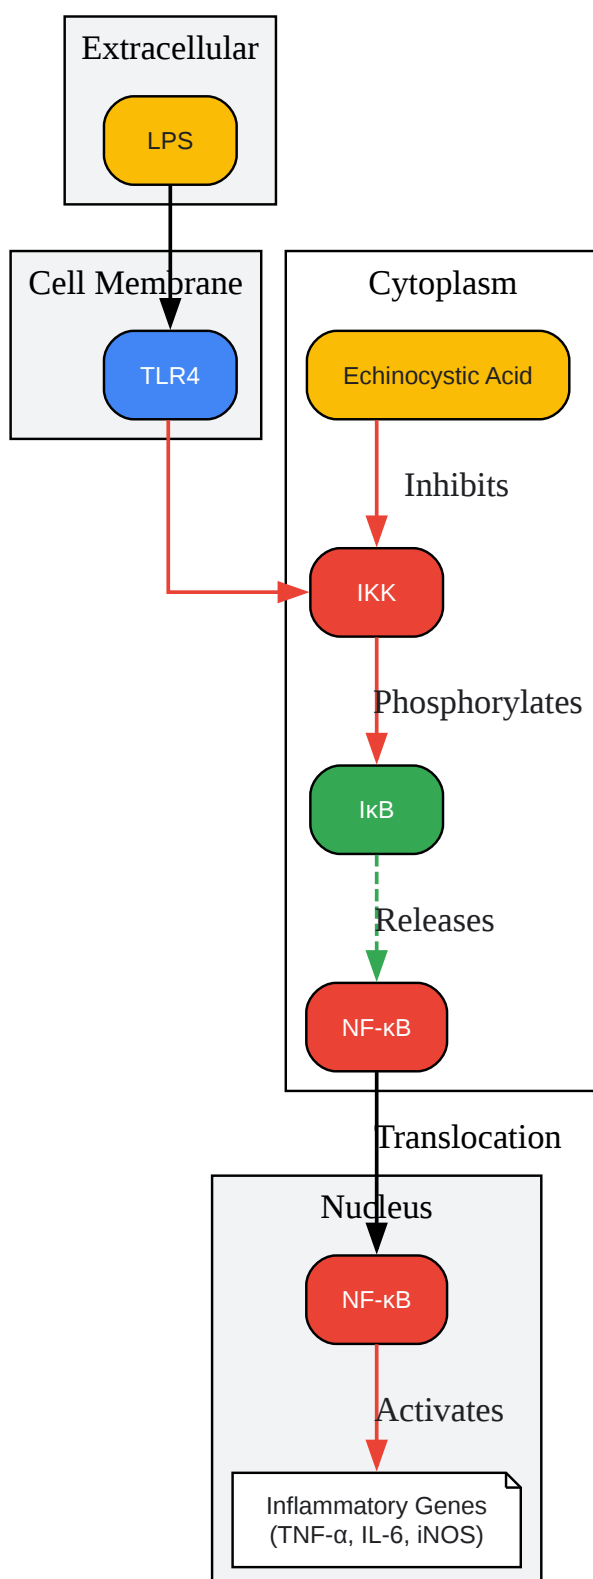 Extracellular
LPS
Cell Membrane
TLR4
Cytoplasm
Echinocystic Acid
Inhibits
IKK
Phosphorylates
IκB
Releases
NF-κB
Translocation
Nucleus
NF-κB
Activates
Inflammatory Genes
(TNF-α, IL-6, iNOS)